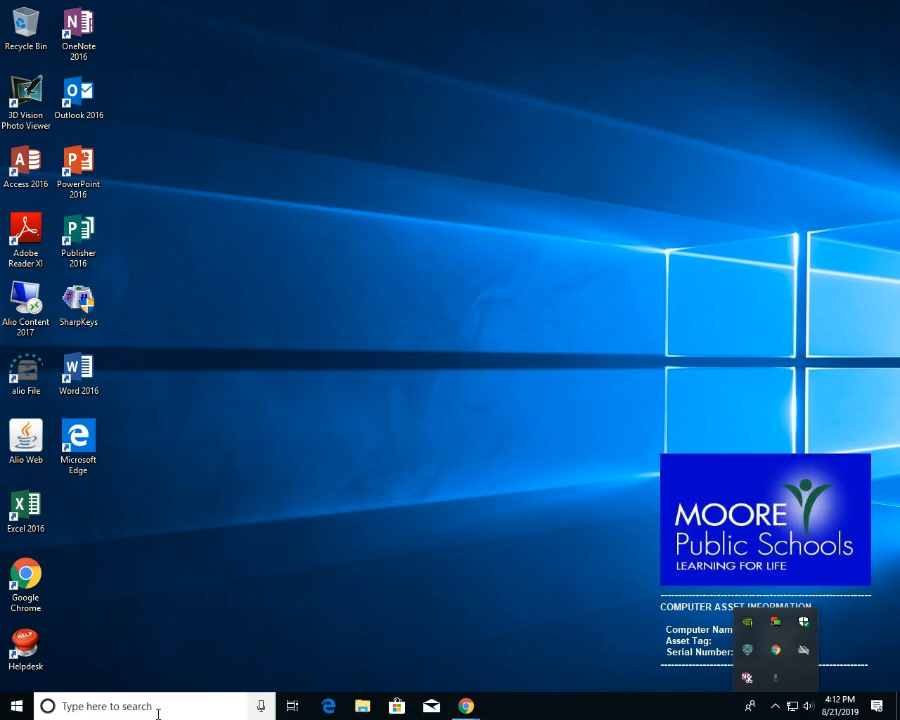 Recycle Bin
OneNote
2016
3D Vision
Photo Viewer
Outlook 2016
Access 2016
PowerPoint
2016
Adobe
Reader XI
Publisher
2016
Alio Content
2017
SharpKeys
alio File
Word 2016
Alio Web
Microsoft
Edge
Excel 2016
Google
Chrome
HELP
Helpdesk
MOORE
Public Schools
LEARNING FOR LIFE
COMPUTER ASSET INFORMATION
Computer Nam
Asset Tag:
Serial Number:
Type here to search
4:12 PM
8/21/2019